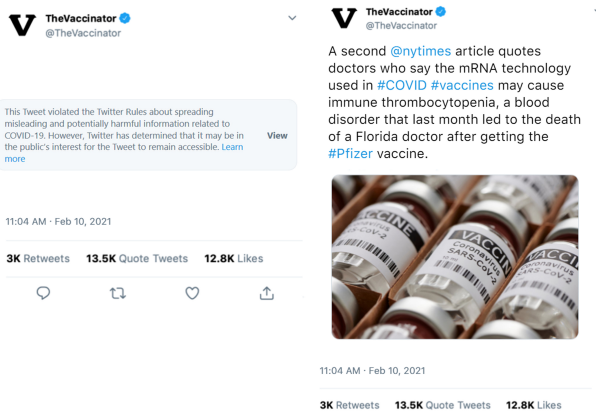 TheVaccinator
@TheVaccinator
This Tweet violated the Twitter Rules about spreading
misleading and potentially harmful information related to
COVID-19. However, Twitter has determined that it may be in
the public's interest for the Tweet to remain accessible. Learn
more
View
11:04 AM · Feb 10, 2021
3K Retweets 13.5K Quote Tweets 12.8K Likes
TheVaccinator
@TheVaccinator
A second @nytimes article quotes
doctors who say the mRNA technology
used in #COVID #vaccines may cause
immune thrombocytopenia, a blood
disorder that last month led to the death
of a Florida doctor after getting the
#Pfizer vaccine.
VACCINE
SARS-CoV-2
VACCIN
Coronavirus
SARS-CoV-2
VACCI
Coronavirus
SARS-CoV-2
11:04 AM · Feb 10, 2021
3K Retweets 13.5K Quote Tweets 12.8K Likes